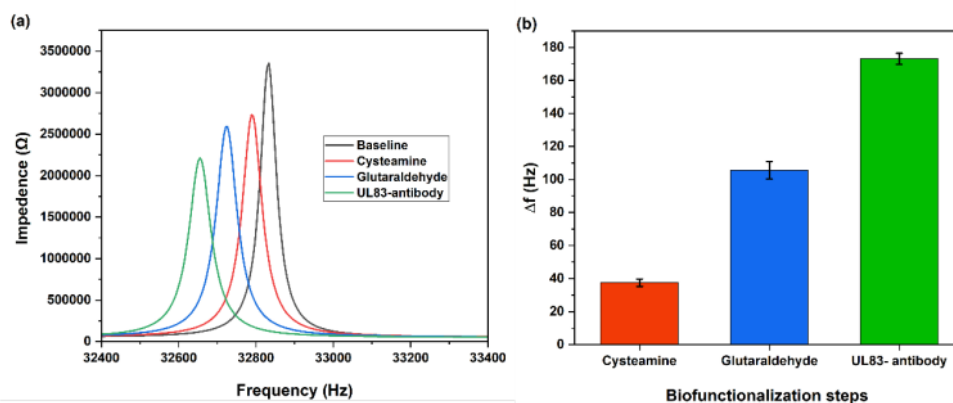 (a)
3500000
3000000
2500000
2000000
1500000
1000000
500000
0
Impedence (Ω)
32400
32600
32800
33000
33200
33400
Frequency (Hz)
Baseline
Cysteamine
Glutaraldehyde
UL83-antibody
(b)
180
160
140
120
100
80
60
40
20
0
Δf (Hz)
Cysteamine
Glutaraldehyde
UL83- antibody
Biofunctionalization steps